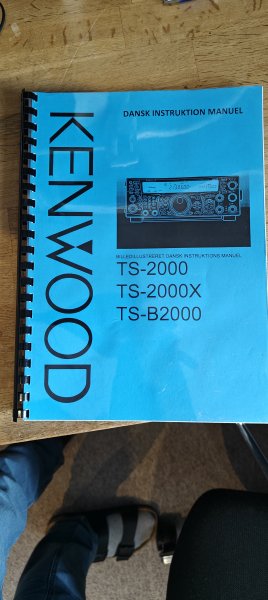 KENWOOD
DANSK INSTRUKTION MANUEL
BILLEDILLUSTRERET DANSK INSTRUKTIONS MANUEL
TS-2000
TS-2000X
TS-B2000